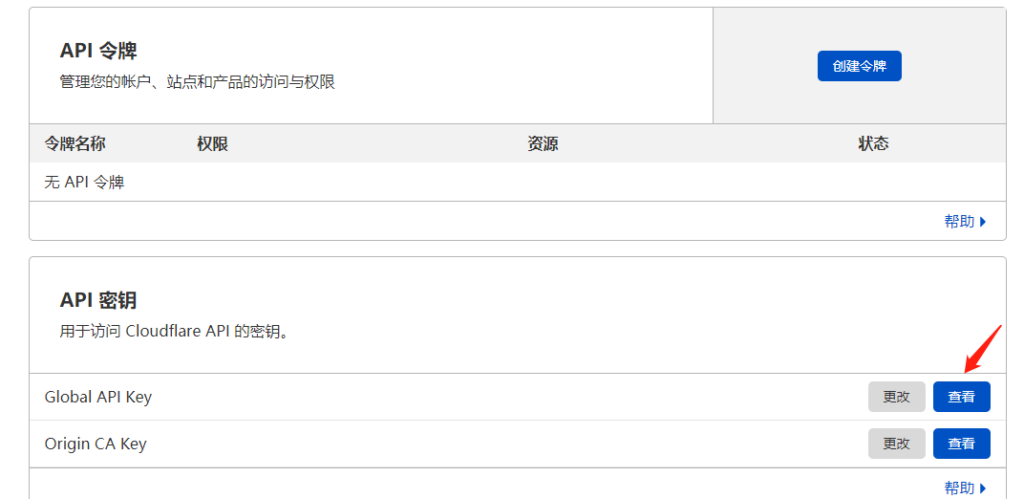 API 令牌
管理您的帐户、站点和产品的访问与权限
创建令牌
令牌名称 权限 资源 状态
无 API 令牌
帮助
API 密钥
用于访问 Cloudflare API 的密钥。
Global API Key 更改 查看
Origin CA Key 更改 查看
帮助